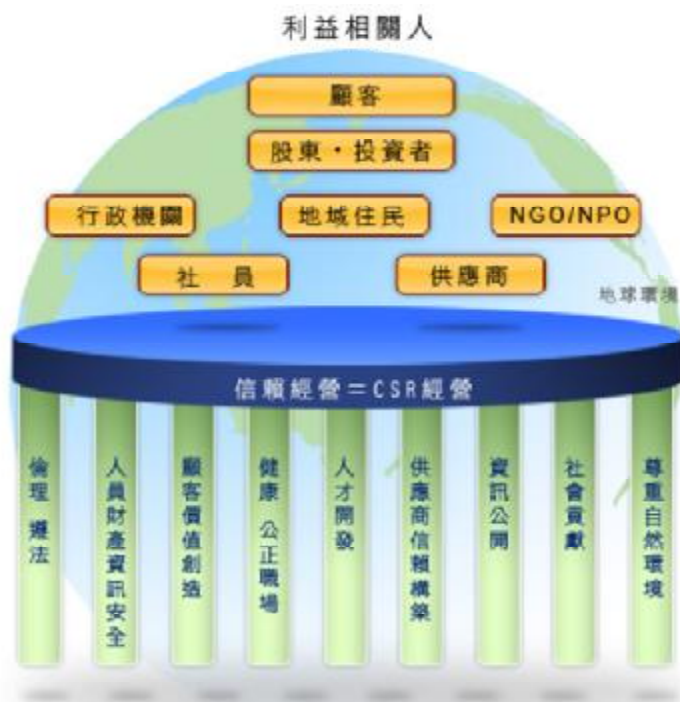 利益相關人
顧客
股東・投資者
行政機關
地域住民
NGO/NPO
社 員
供應商
地球環境
信賴經營＝CSR經營
倫理 遵法
人員財產資訊安全
顧客價值創造
健康 公正職場
人才開發
供應商信賴構築
資訊公開
社會貢獻
尊重自然環境